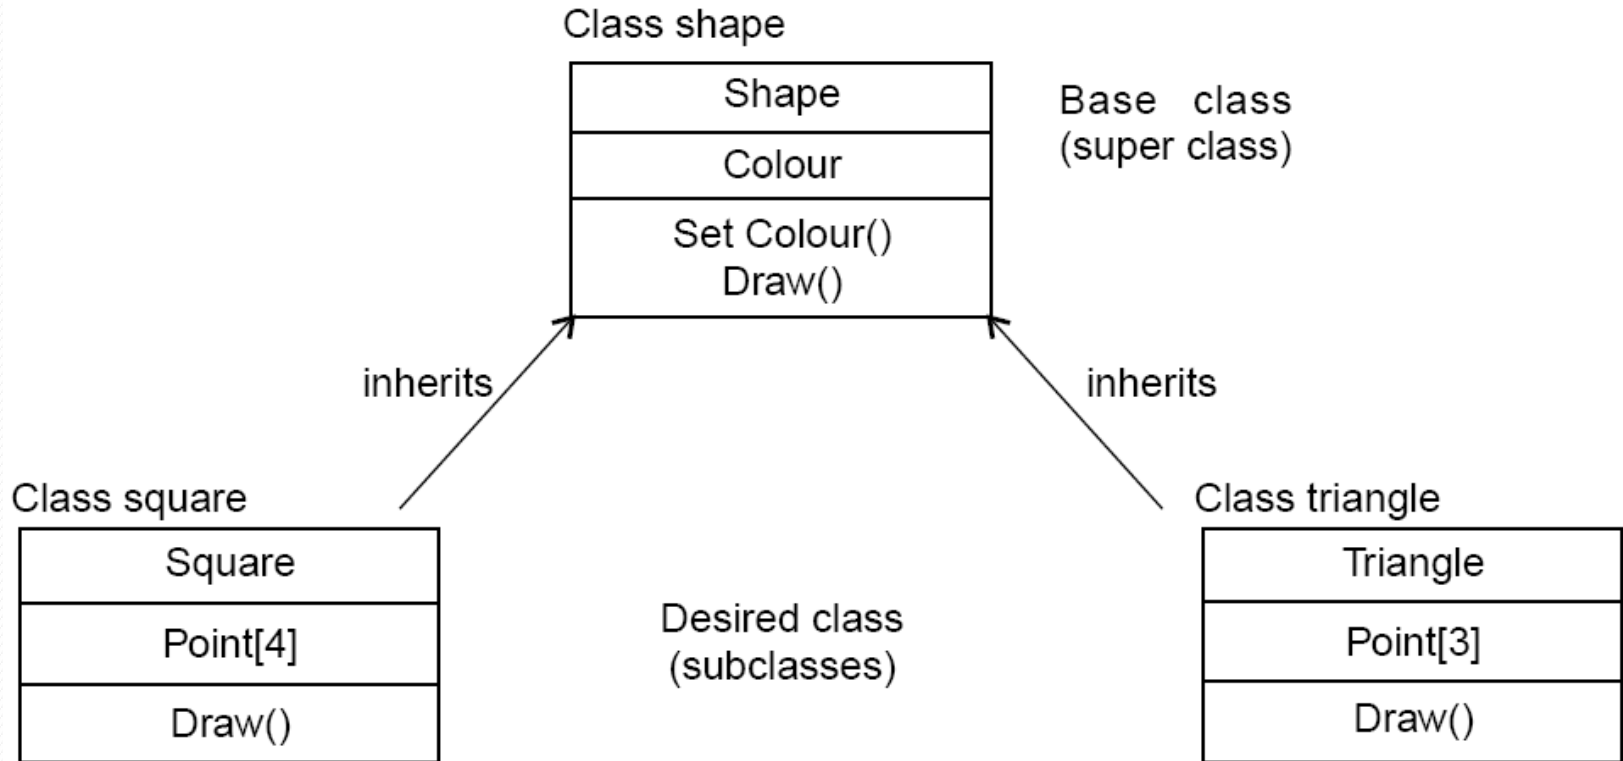 Class shape
Shape
Colour
Set Colour()
Draw()
Base class
(super class)
inherits
inherits
Class square
Square
Point[4]
Draw()
Desired class
(subclasses)
Class triangle
Triangle
Point[3]
Draw()